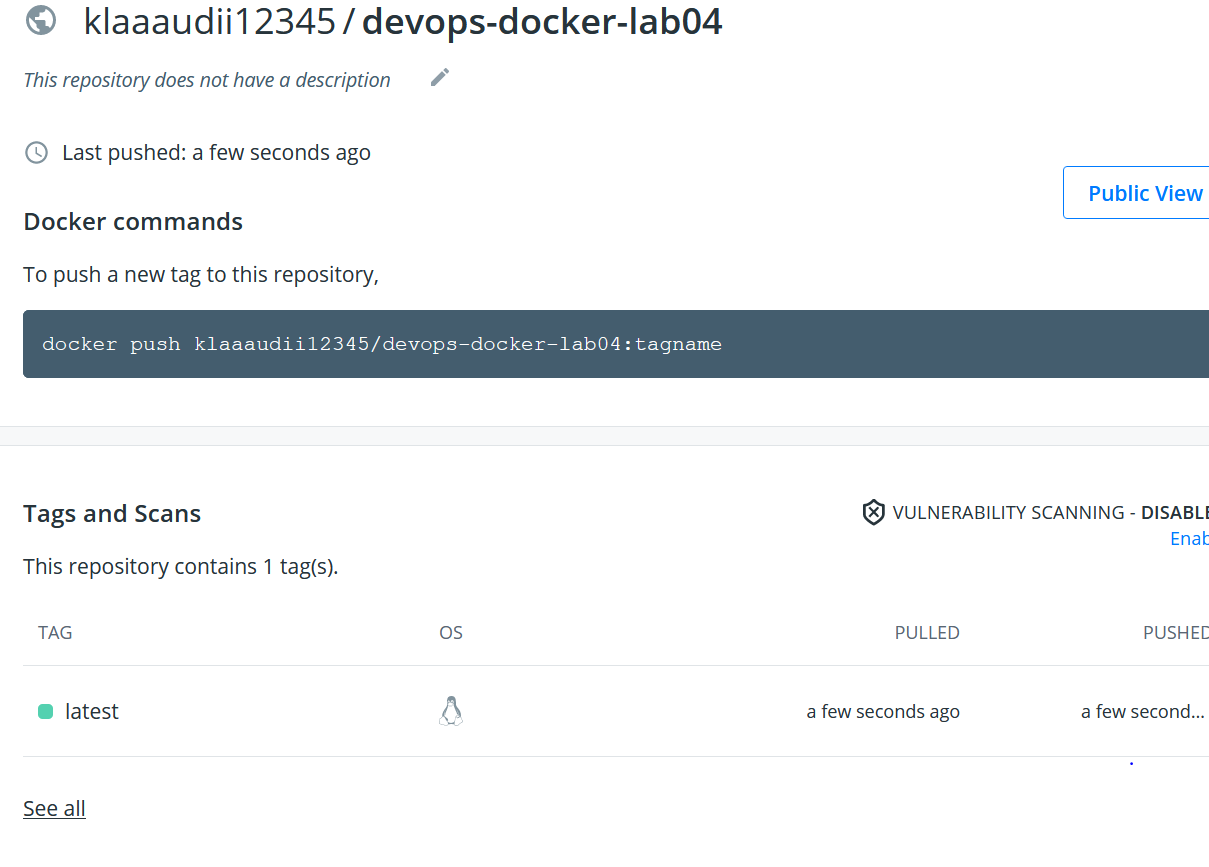 klaaaudii12345 / devops-docker-lab04
This repository does not have a description
Last pushed: a few seconds ago
Public View
Docker commands
To push a new tag to this repository,
docker push klaaaudii12345/devops-docker-lab04:tagname
Tags and Scans
VULNERABILITY SCANNING - DISABLE
Enab
This repository contains 1 tag(s).
TAG OS PULLED PUSHED
latest a few seconds ago a few second...
See all